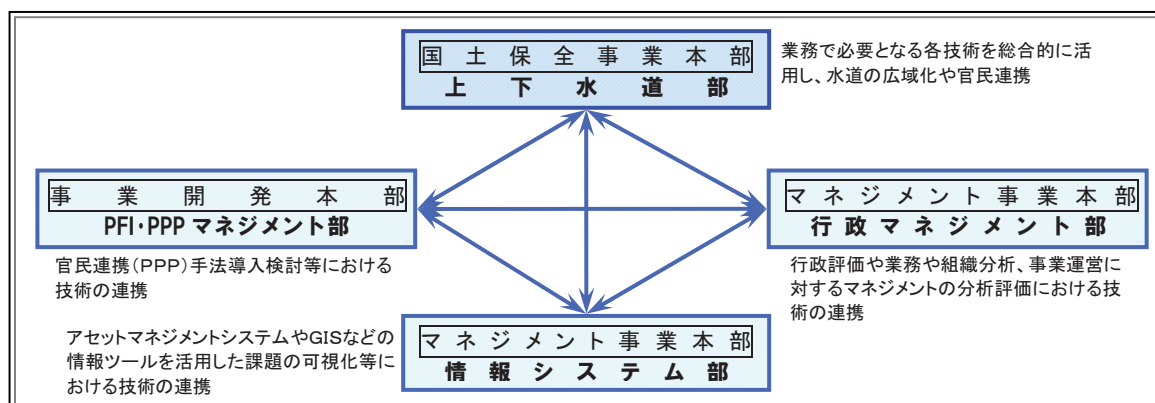 国土保全事業本部
上下水道部
業務で必要となる各技術を総合的に活
用し、水道の広域化や官民連携
事業開発本部
PFI・PPP マネジメント部
官民連携(PPP)手法導入検討等における
技術の連携
マネジメント事業本部
行政マネジメント部
行政評価や業務や組織分析、事業運営に
対するマネジメントの分析評価における技
術の連携
アセットマネジメントシステムやGISなどの
情報ツールを活用した課題の可視化等に
おける技術の連携
マネジメント事業本部
情報システム部